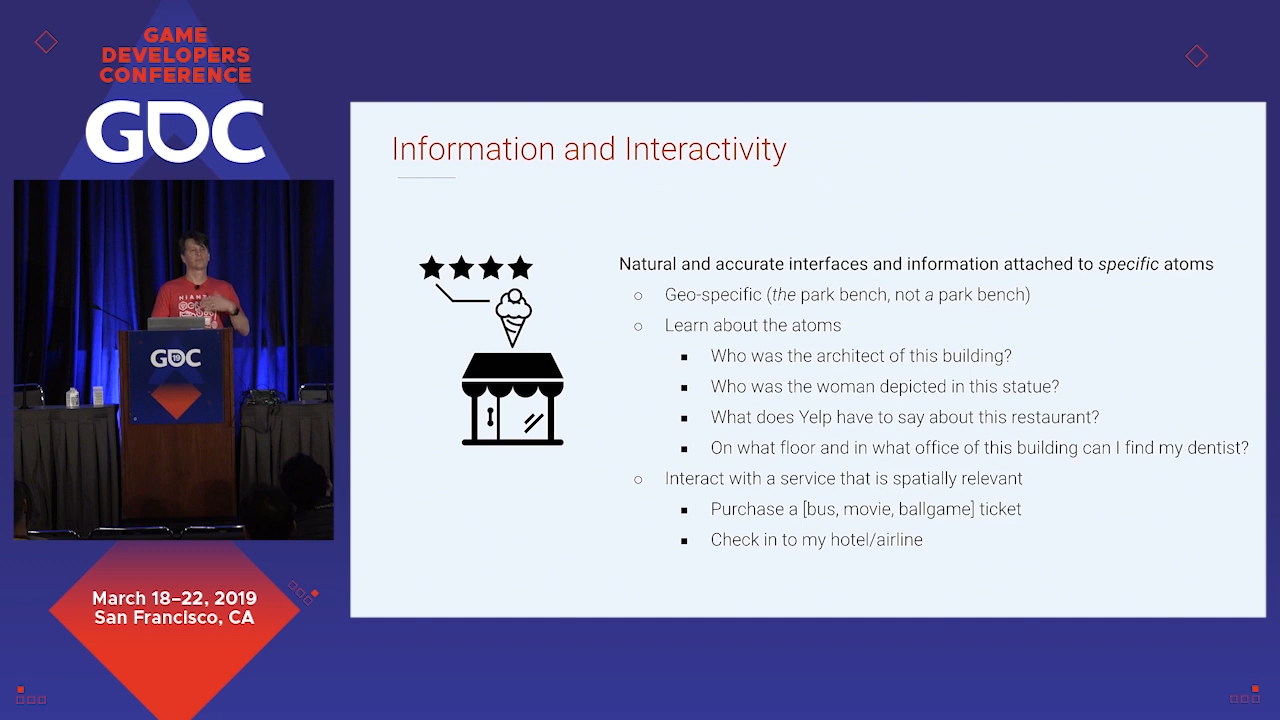 GAME
DEVELOPERS
CONFERENCE
GDC
NIANTIC
GDC
19
March 18–22, 2019
San Francisco, CA
Information and Interactivity
Natural and accurate interfaces and information attached to specific atoms
Geo-specific (the park bench, not a park bench)
Learn about the atoms
Who was the architect of this building?
Who was the woman depicted in this statue?
What does Yelp have to say about this restaurant?
On what floor and in what office of this building can I find my dentist?
Interact with a service that is spatially relevant
Purchase a [bus, movie, ballgame] ticket
Check in to my hotel/airline